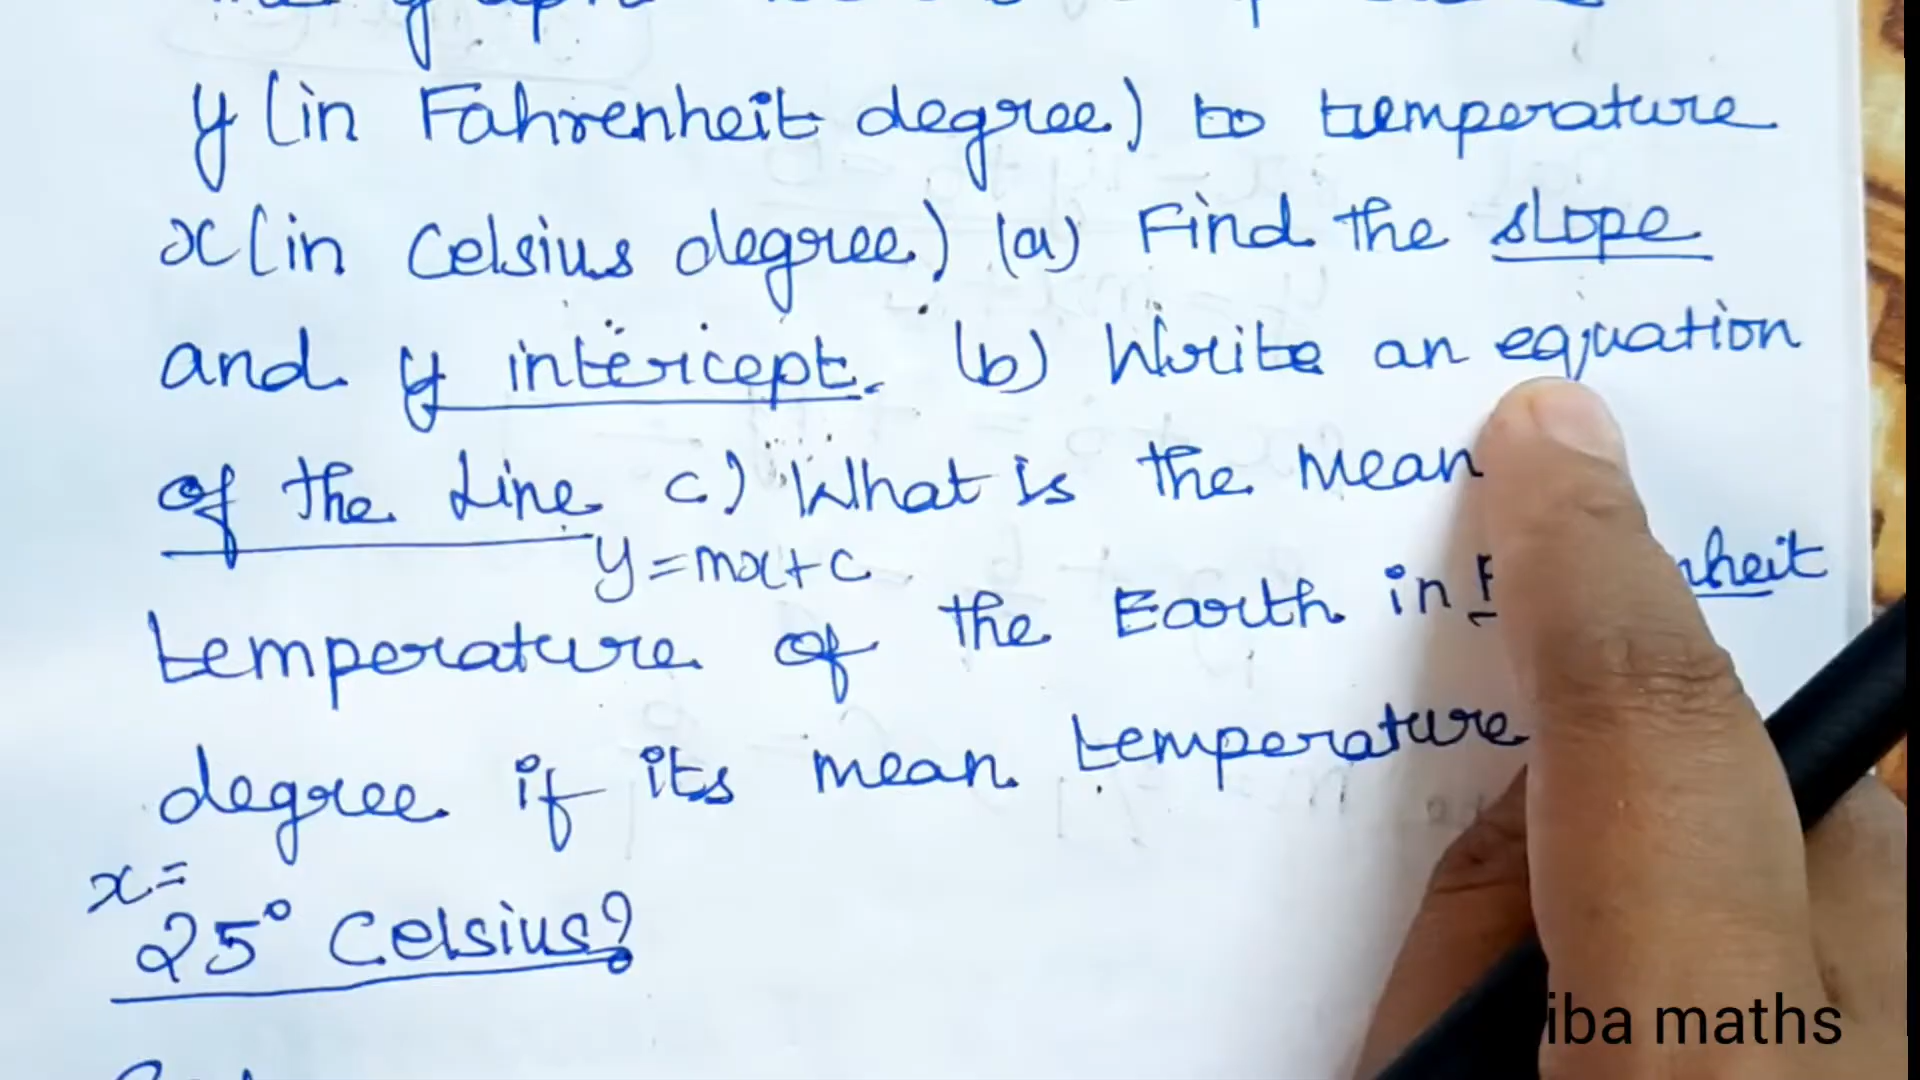 y (in Fahrenheit degree) to temperature
x (in Celsius degree) (a) Find the slope
and y intercept. (b) Write an equation
of the Line c) What is the mean
y=mx+c
temperature of the Earth in
degree if its mean temperature
x=
25° Celsius?
iba maths